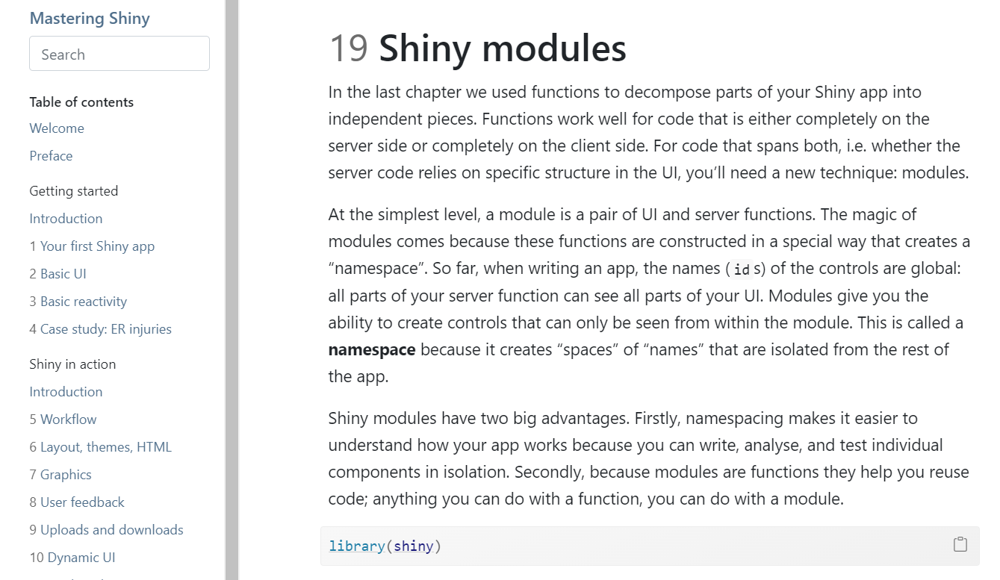 Mastering Shiny
Search
Table of contents
Welcome
Preface
Getting started
Introduction
1 Your first Shiny app
2 Basic UI
3 Basic reactivity
4 Case study: ER injuries
Shiny in action
Introduction
5 Workflow
6 Layout, themes, HTML
7 Graphics
8 User feedback
9 Uploads and downloads
10 Dynamic UI
19 Shiny modules
In the last chapter we used functions to decompose parts of your Shiny app into
independent pieces. Functions work well for code that is either completely on the
server side or completely on the client side. For code that spans both, i.e. whether the
server code relies on specific structure in the UI, you’ll need a new technique: modules.
At the simplest level, a module is a pair of UI and server functions. The magic of
modules comes because these functions are constructed in a special way that creates a
“namespace”. So far, when writing an app, the names (ids) of the controls are global:
all parts of your server function can see all parts of your UI. Modules give you the
ability to create controls that can only be seen from within the module. This is called a
namespace because it creates “spaces” of “names” that are isolated from the rest of
the app.
Shiny modules have two big advantages. Firstly, namespacing makes it easier to
understand how your app works because you can write, analyse, and test individual
components in isolation. Secondly, because modules are functions they help you reuse
code; anything you can do with a function, you can do with a module.
library(shiny)